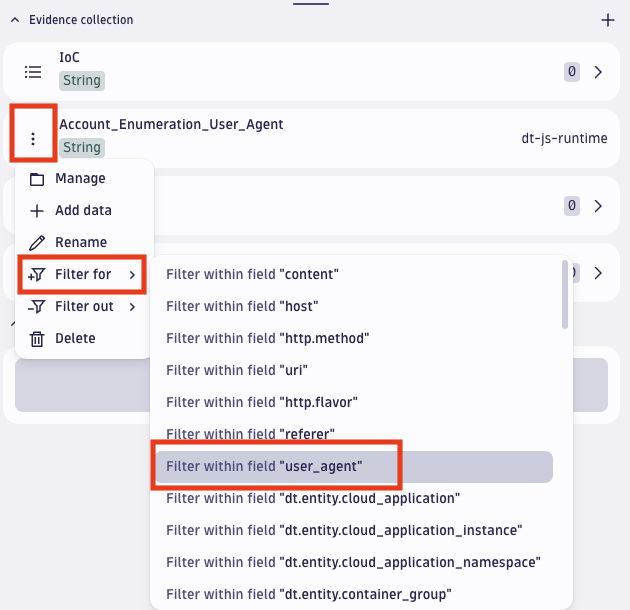 Evidence collection
IoC
String
0
Account_Enumeration_User_Agent
String
dt-js-runtime
Manage
Add data
0
Rename
Filter for
Filter within field "content"
Filter out
Filter within field "host"
Delete
Filter within field "http.method"
Filter within field "uri"
Filter within field "http.flavor"
Filter within field "referer"
Filter within field "user_agent"
Filter within field "dt.entity.cloud_application"
Filter within field "dt.entity.cloud_application_instance"
Filter within field "dt.entity.cloud_application_namespace"
Filter within field "dt.entity.container_group"